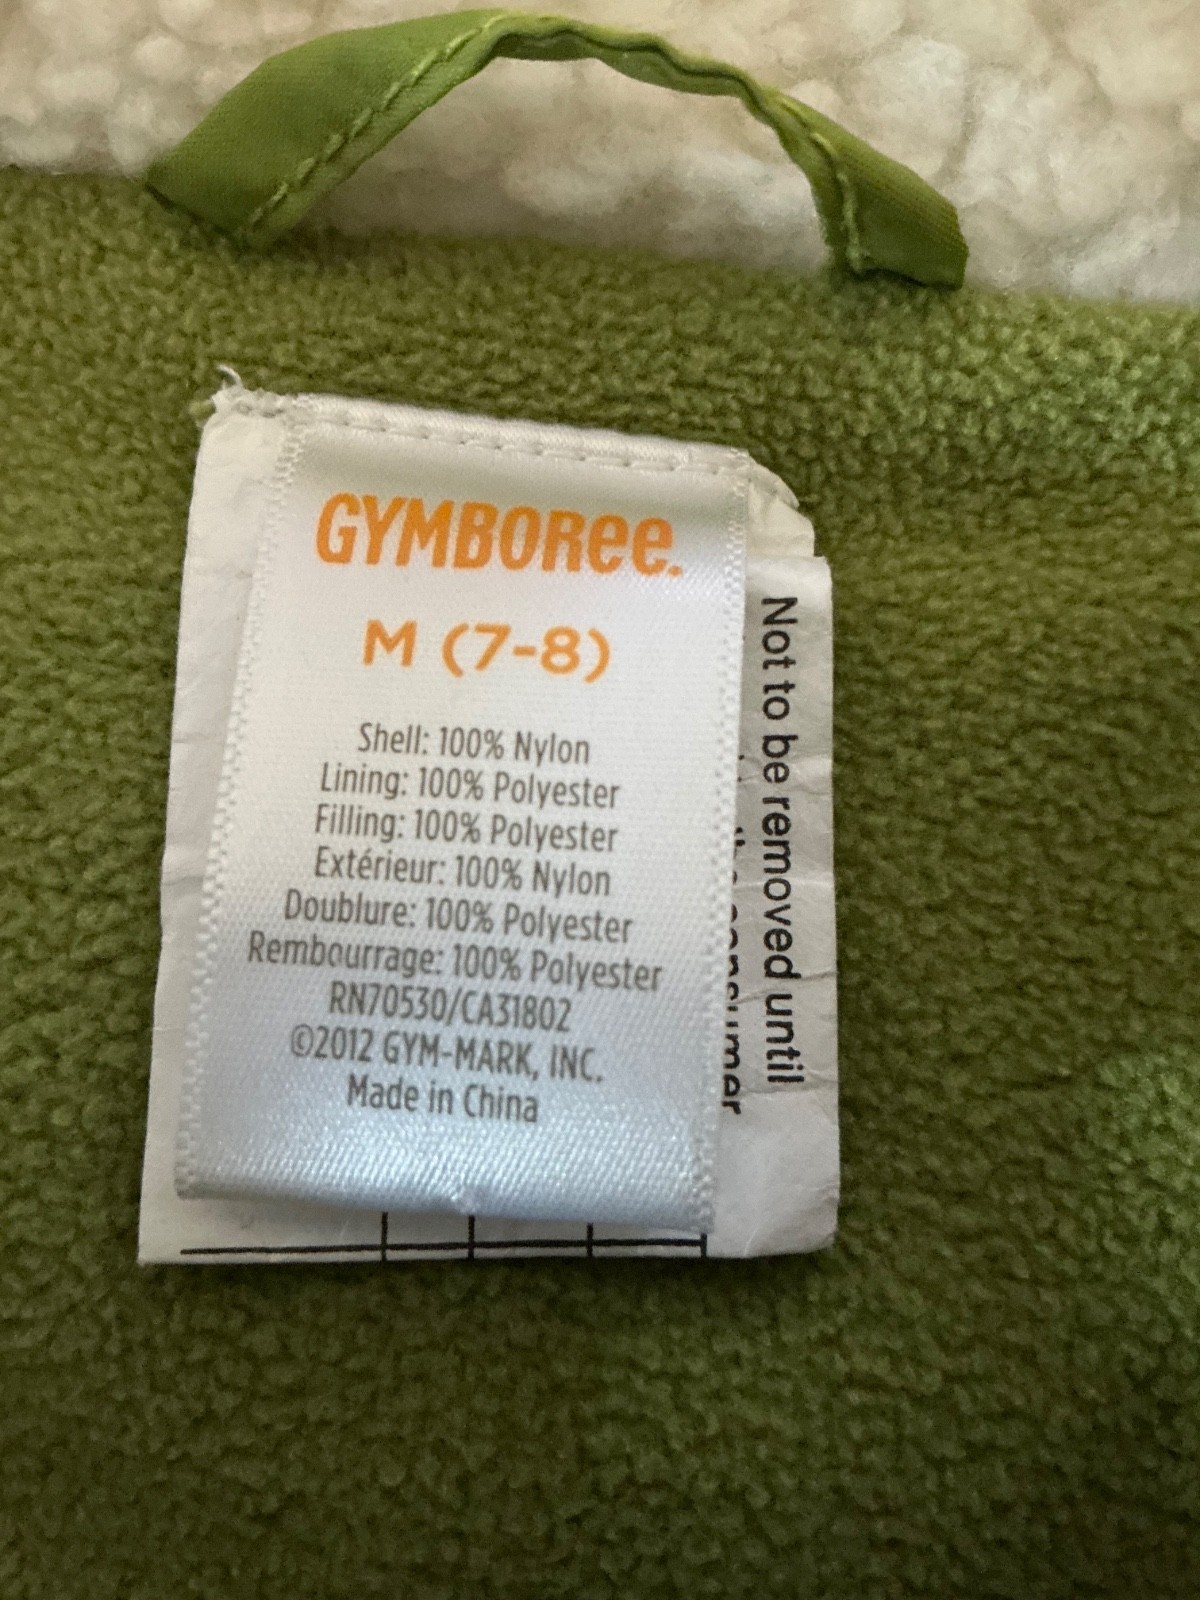 GYMBOREE.
M (7-8)
Shell: 100% Nylon
Lining: 100% Polyester
Filling: 100% Polyester
Extérieur: 100% Nylon
Doublure: 100% Polyester
Rembourrage: 100% Polyester
RN70530/CA31802
©2012 GYM-MARK, INC.
Made in China
Not to be removed until
consumer